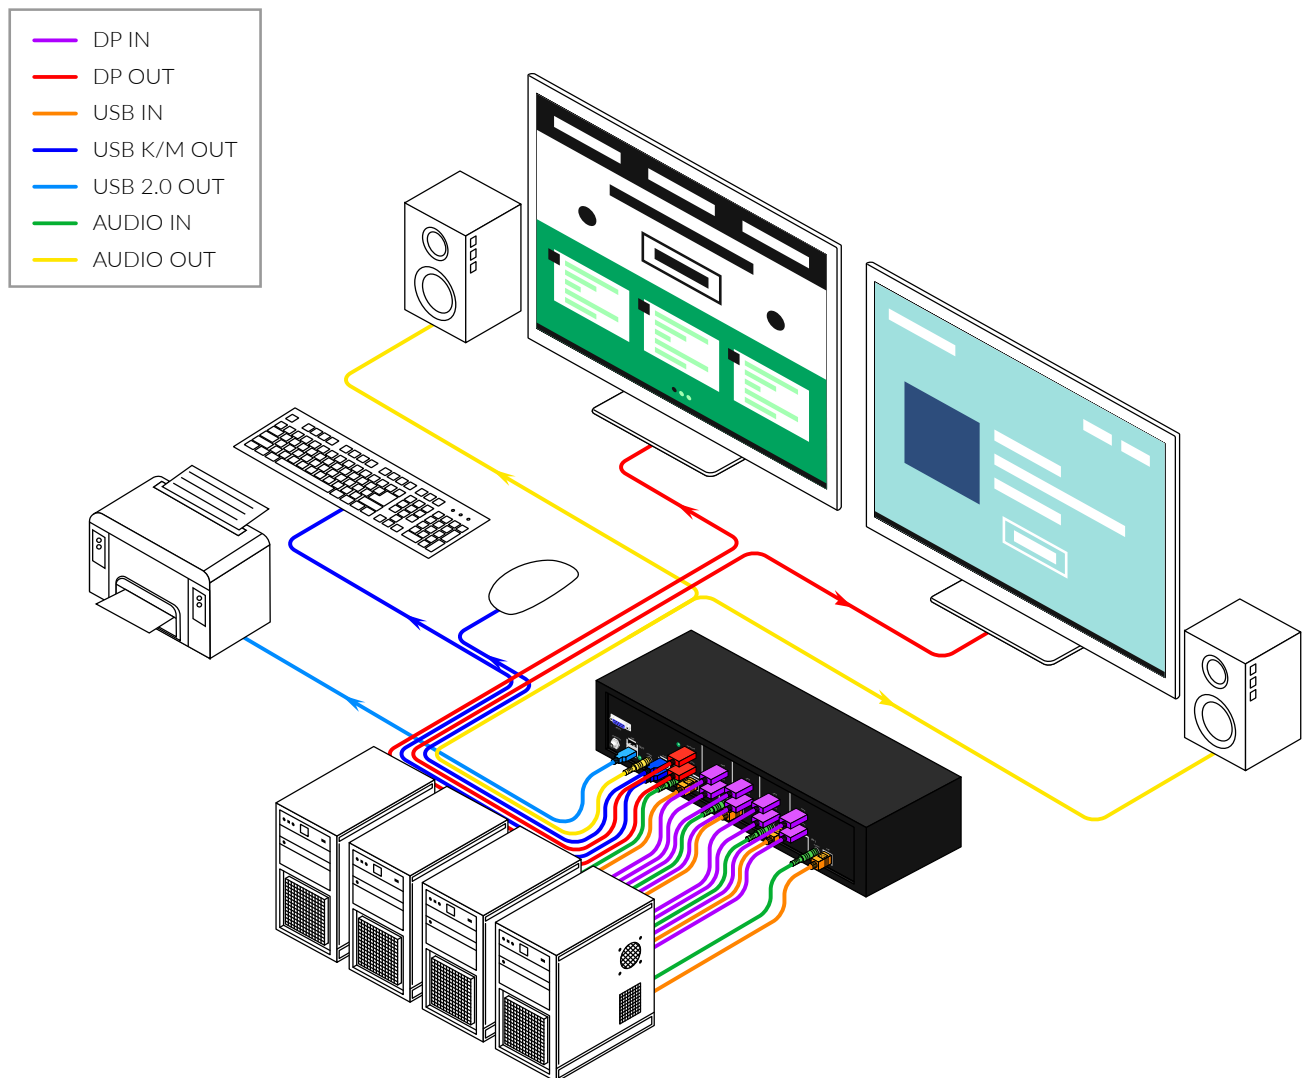 DP IN
DP OUT
USB IN
USB K/M OUT
USB 2.0 OUT
AUDIO IN
AUDIO OUT